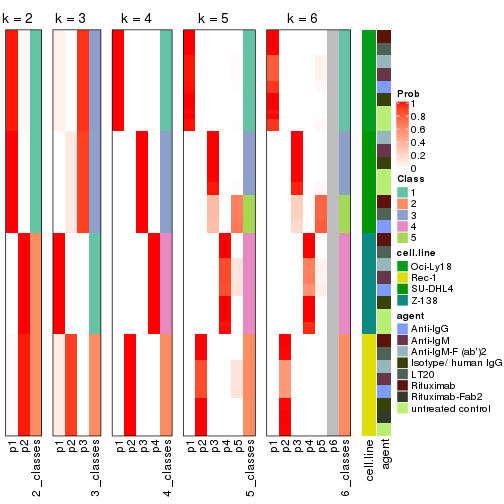 k = 2 k = 3 k = 4 k = 5 k = 6
Prob
1
0.8
0.6
0.4
0.2
0
Class
1
2
3
4
5
cell.line
Oci-Ly18
Rec-1
SU-DHL4
Z-138
agent
Anti-IgG
Anti-IgM
Anti-IgM-F (ab')2
Isotype/ human IgG
LT20
Rituximab
Rituximab-Fab2
untreated control
p1 p2 2_classes p1 p2 p3 3_classes p1 p2 p3 p4 4_classes p1 p2 p3 p4 p5 5_classes p1 p2 p3 p4 p5 p6 6_classes cell.line agent